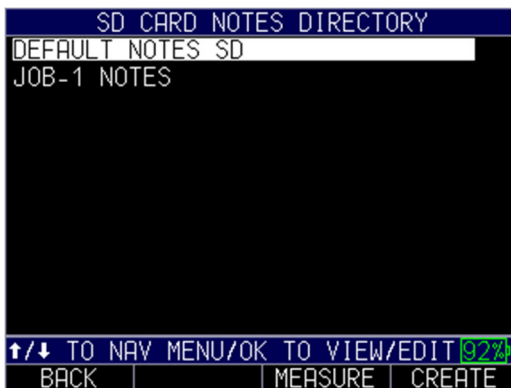 SD CARD NOTES DIRECTORY
DEFAULT NOTES SD
JOB-1 NOTES
↑/↓ TO NAV MENU/OK TO VIEW/EDIT 92%
BACK MEASURE CREATE